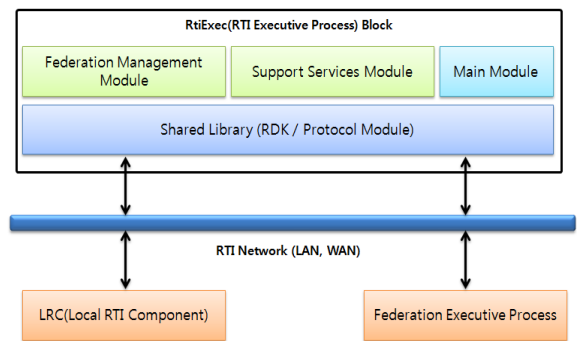 RtiExec(RTI Executive Process) Block
Federation Management
Module
Support Services Module
Main Module
Shared Library (RDK / Protocol Module)
RTI Network (LAN, WAN)
LRC(Local RTI Component)
Federation Executive Process